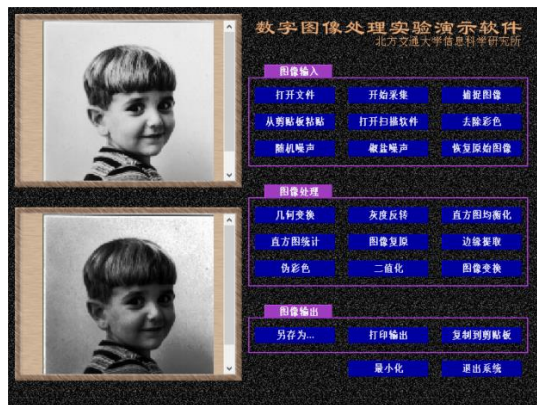 数字图像处理实验演示软件
北方交通大学信息科学研究所
图像输入
打开文件 开始采集 捕捉图像
从剪贴板粘贴 打开扫描软件 去除彩色
随机噪声 椒盐噪声 恢复原始图像
图像处理
几何变换 灰度反转 直方图均衡化
直方图统计 图像复原 边缘提取
伪彩色 二值化 图像变换
图像输出
另存为... 打印输出 复制到剪贴板
最小化 退出系统